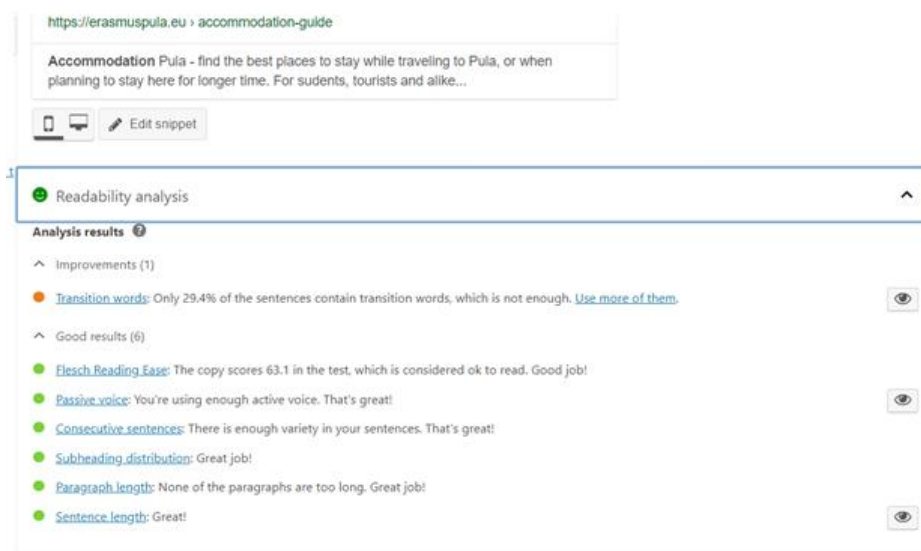 https://erasmuspula.eu › accommodation-guide
Accommodation Pula - find the best places to stay while traveling to Pula, or when
planning to stay here for longer time. For sudents, tourists and alike...
Edit snippet
t
Readability analysis
Analysis results
Improvements (1)
Transition words: Only 29.4% of the sentences contain transition words, which is not enough. Use more of them.
Good results (6)
Flesch Reading Ease: The copy scores 63.1 in the test, which is considered ok to read. Good job!
Passive voice: You're using enough active voice. That's great!
Consecutive sentences: There is enough variety in your sentences. That's great!
Subheading distribution: Great job!
Paragraph length: None of the paragraphs are too long. Great job!
Sentence length: Great!